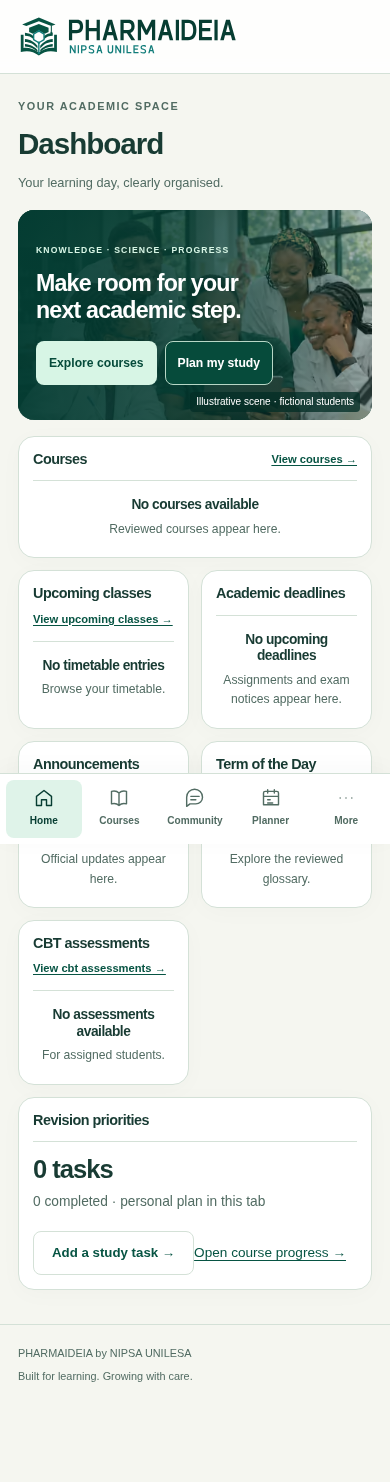 PHARMAIDEIA
NIPSA UNILESA
YOUR ACADEMIC SPACE
Dashboard
Your learning day, clearly organised.
KNOWLEDGE · SCIENCE · PROGRESS
Make room for your
next academic step.
Explore courses
Plan my study
Illustrative scene · fictional students
Courses
View courses →
No courses available
Reviewed courses appear here.
Upcoming classes
View upcoming classes →
No timetable entries
Browse your timetable.
Academic deadlines
No upcoming
deadlines
Assignments and exam
notices appear here.
Announcements
Term of the Day
Home
Courses
Community
Planner
More
Official updates appear
here.
Explore the reviewed
glossary.
CBT assessments
View cbt assessments →
No assessments
available
For assigned students.
Revision priorities
0 tasks
0 completed · personal plan in this tab
Add a study task →
Open course progress →
PHARMAIDEIA by NIPSA UNILESA
Built for learning. Growing with care.